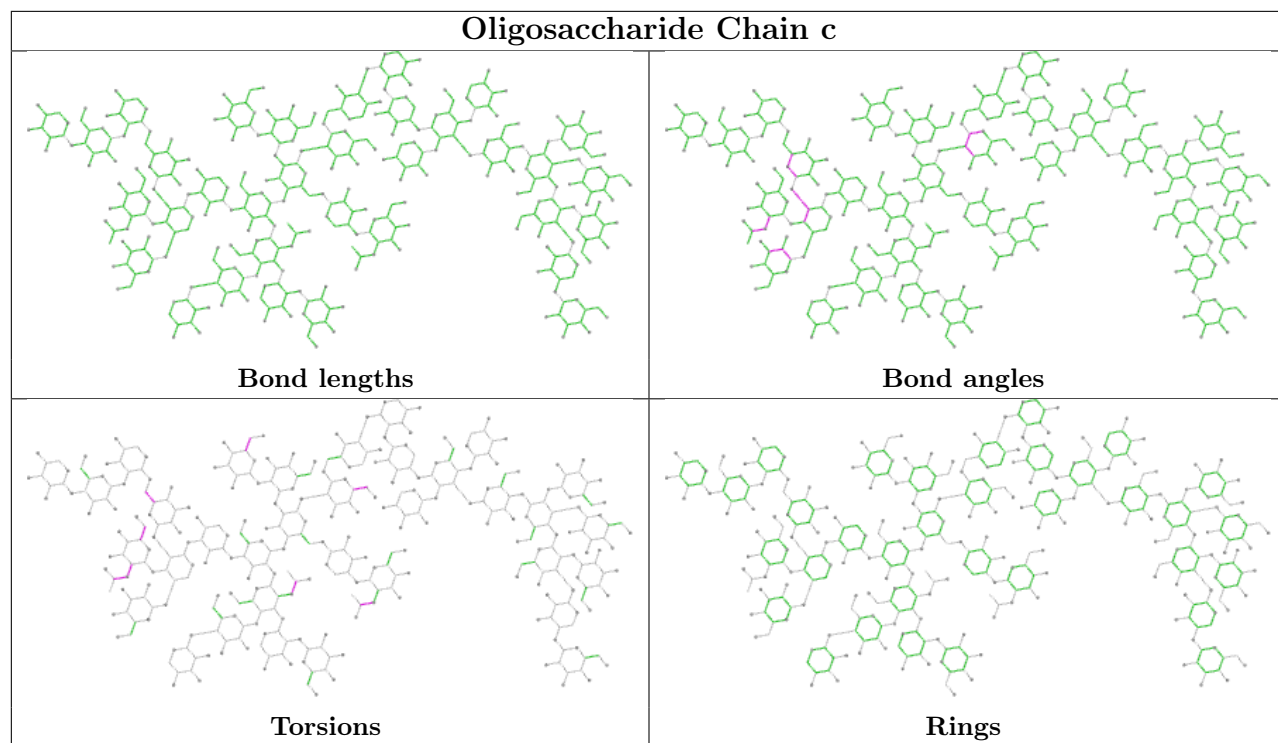 Oligosaccharide Chain c
Bond lengths
Bond angles
Torsions
Rings